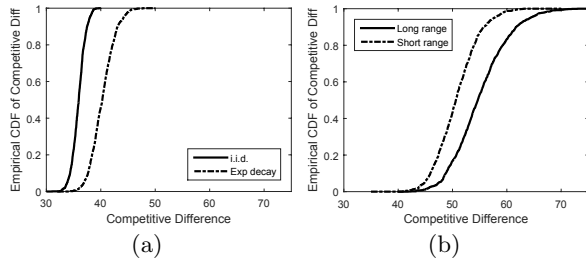 Empirical CDF of Competitive Diff
1
0.8
0.6
0.4
0.2
0
30 40 50 60 70
Competitive Difference
i.i.d.
Exp decay
(a)
Empirical CDF of Competitive Diff
1
0.8
0.6
0.4
0.2
0
30 40 50 60 70
Competitive Difference
Long range
Short range
(b)